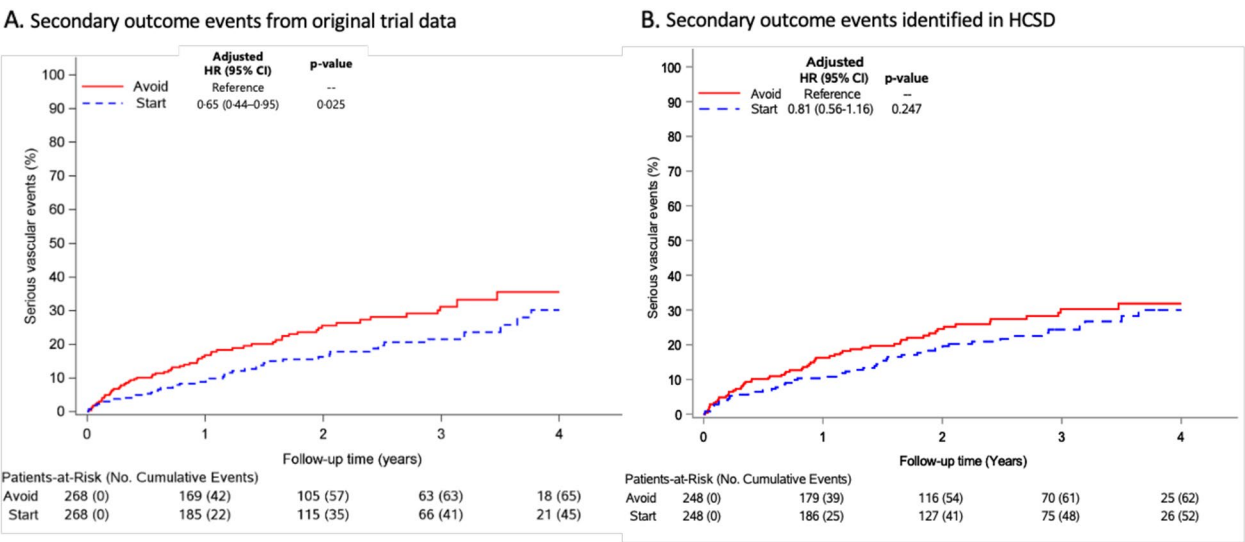 A. Secondary outcome events from original trial data
Adjusted
HR (95% CI) p-value
Avoid Reference --
Start 0·65 (0·44–0·95) 0·025
Serious vascular events (%)
100
90
80
70
60
50
40
30
20
10
0
0 1 2 3 4
Follow-up time (years)
Patients-at-Risk (No. Cumulative Events)
Avoid 268 (0) 169 (42) 105 (57) 63 (63) 18 (65)
Start 268 (0) 185 (22) 115 (35) 66 (41) 21 (45)
B. Secondary outcome events identified in HCSD
Adjusted
HR (95% CI) p-value
Avoid Reference --
Start 0.81 (0.56-1.16) 0.247
Serious vascular events (%)
100
90
80
70
60
50
40
30
20
10
0
0 1 2 3 4
Follow-up time (Years)
Patients-at-Risk (No. Cumulative Events)
Avoid 248 (0) 179 (39) 116 (54) 70 (61) 25 (62)
Start 248 (0) 186 (25) 127 (41) 75 (48) 26 (52)